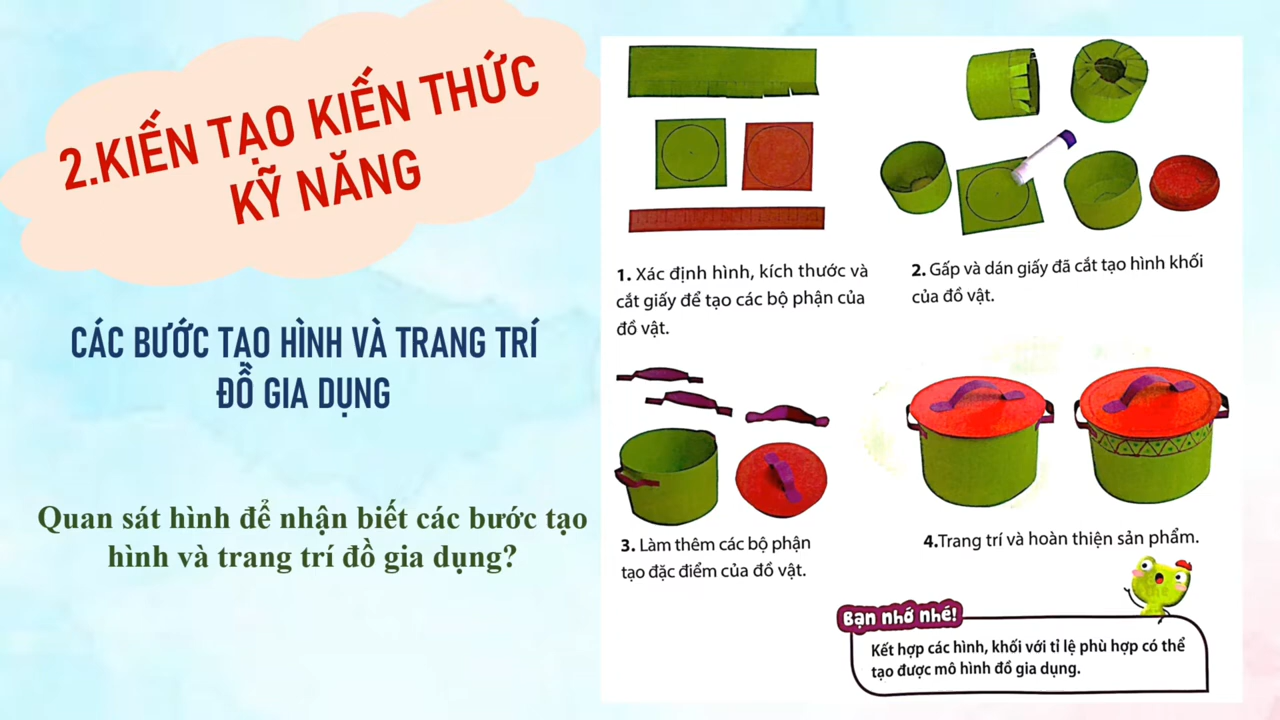 2.KIẾN TẠO KIẾN THỨC
KỸ NĂNG
CÁC BƯỚC TẠO HÌNH VÀ TRANG TRÍ
ĐỒ GIA DỤNG
Quan sát hình để nhận biết các bước tạo
hình và trang trí đồ gia dụng?
1. Xác định hình, kích thước và
cắt giấy để tạo các bộ phận của
đồ vật.
2. Gấp và dán giấy đã cắt tạo hình khối
của đồ vật.
3. Làm thêm các bộ phận
tạo đặc điểm của đồ vật.
4.Trang trí và hoàn thiện sản phẩm.
Bạn nhớ nhé!
Kết hợp các hình, khối với tỉ lệ phù hợp có thể
tạo được mô hình đồ gia dụng.